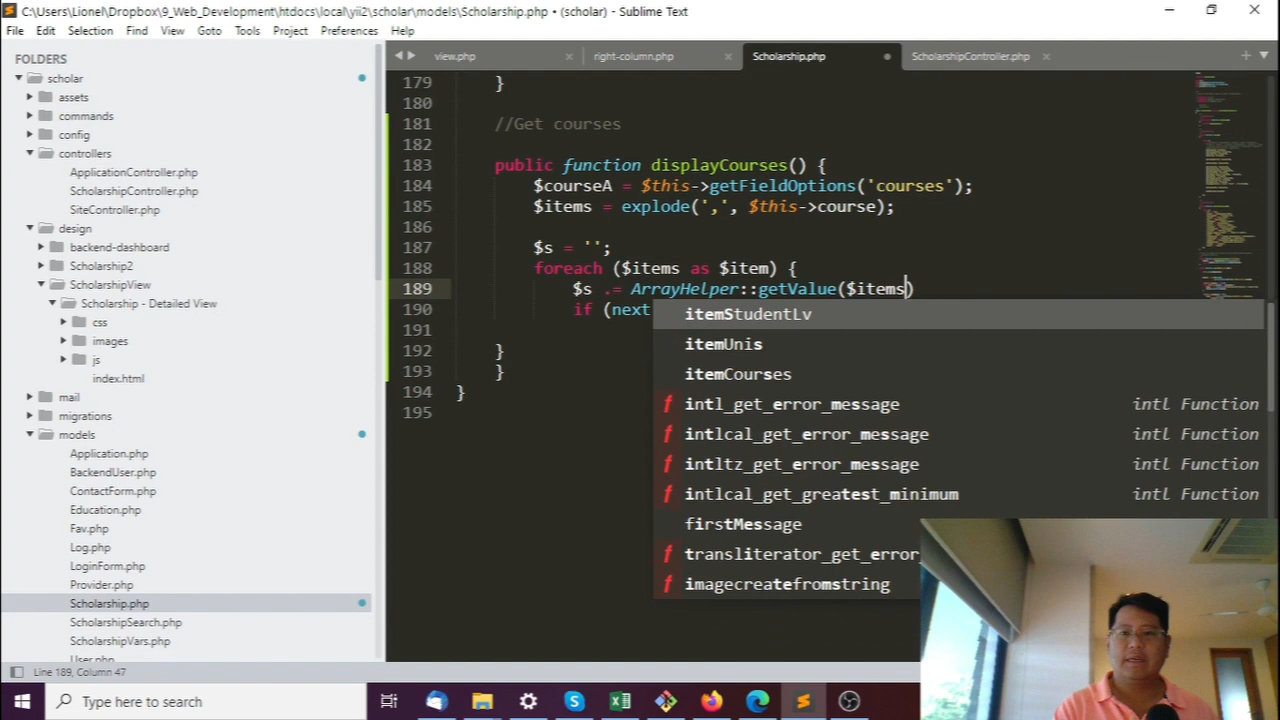 C:\Users\Lionel\Dropbox\9_Web_Development\htdocs\local\yii2\scholar\models\Scholarship.php • (scholar) - Sublime Text
File Edit Selection Find View Goto Tools Project Preferences Help
FOLDERS
scholar
assets
commands
config
controllers
ApplicationController.php
ScholarshipController.php
SiteController.php
design
backend-dashboard
Scholarship2
ScholarshipView
Scholarship - Detailed View
css
images
js
index.html
mail
migrations
models
Application.php
BackendUser.php
ContactForm.php
Education.php
Fav.php
Log.php
LoginForm.php
Provider.php
Scholarship.php
ScholarshipSearch.php
ScholarshipVars.php
User.php
view.php right-column.php Scholarship.php ScholarshipController.php
179 }
180
181 //Get courses
182
183 public function displayCourses() {
184 $courseA = $this->getFieldOptions('courses');
185 $items = explode(',', $this->course);
186
187 $s = '';
188 foreach ($items as $item) {
189 $s .= ArrayHelper::getValue($items)
190 if (next
191
192 }
193 }
194 }
195
itemStudentLv
itemUnis
itemCourses
f intl_get_error_message intl Function
f intlcal_get_error_message intl Function
f intltz_get_error_message intl Function
f intlcal_get_greatest_minimum intl Function
firstMessage
f transliterator_get_error_
f imagecreatefromstring
Line 189, Column 47
Type here to search